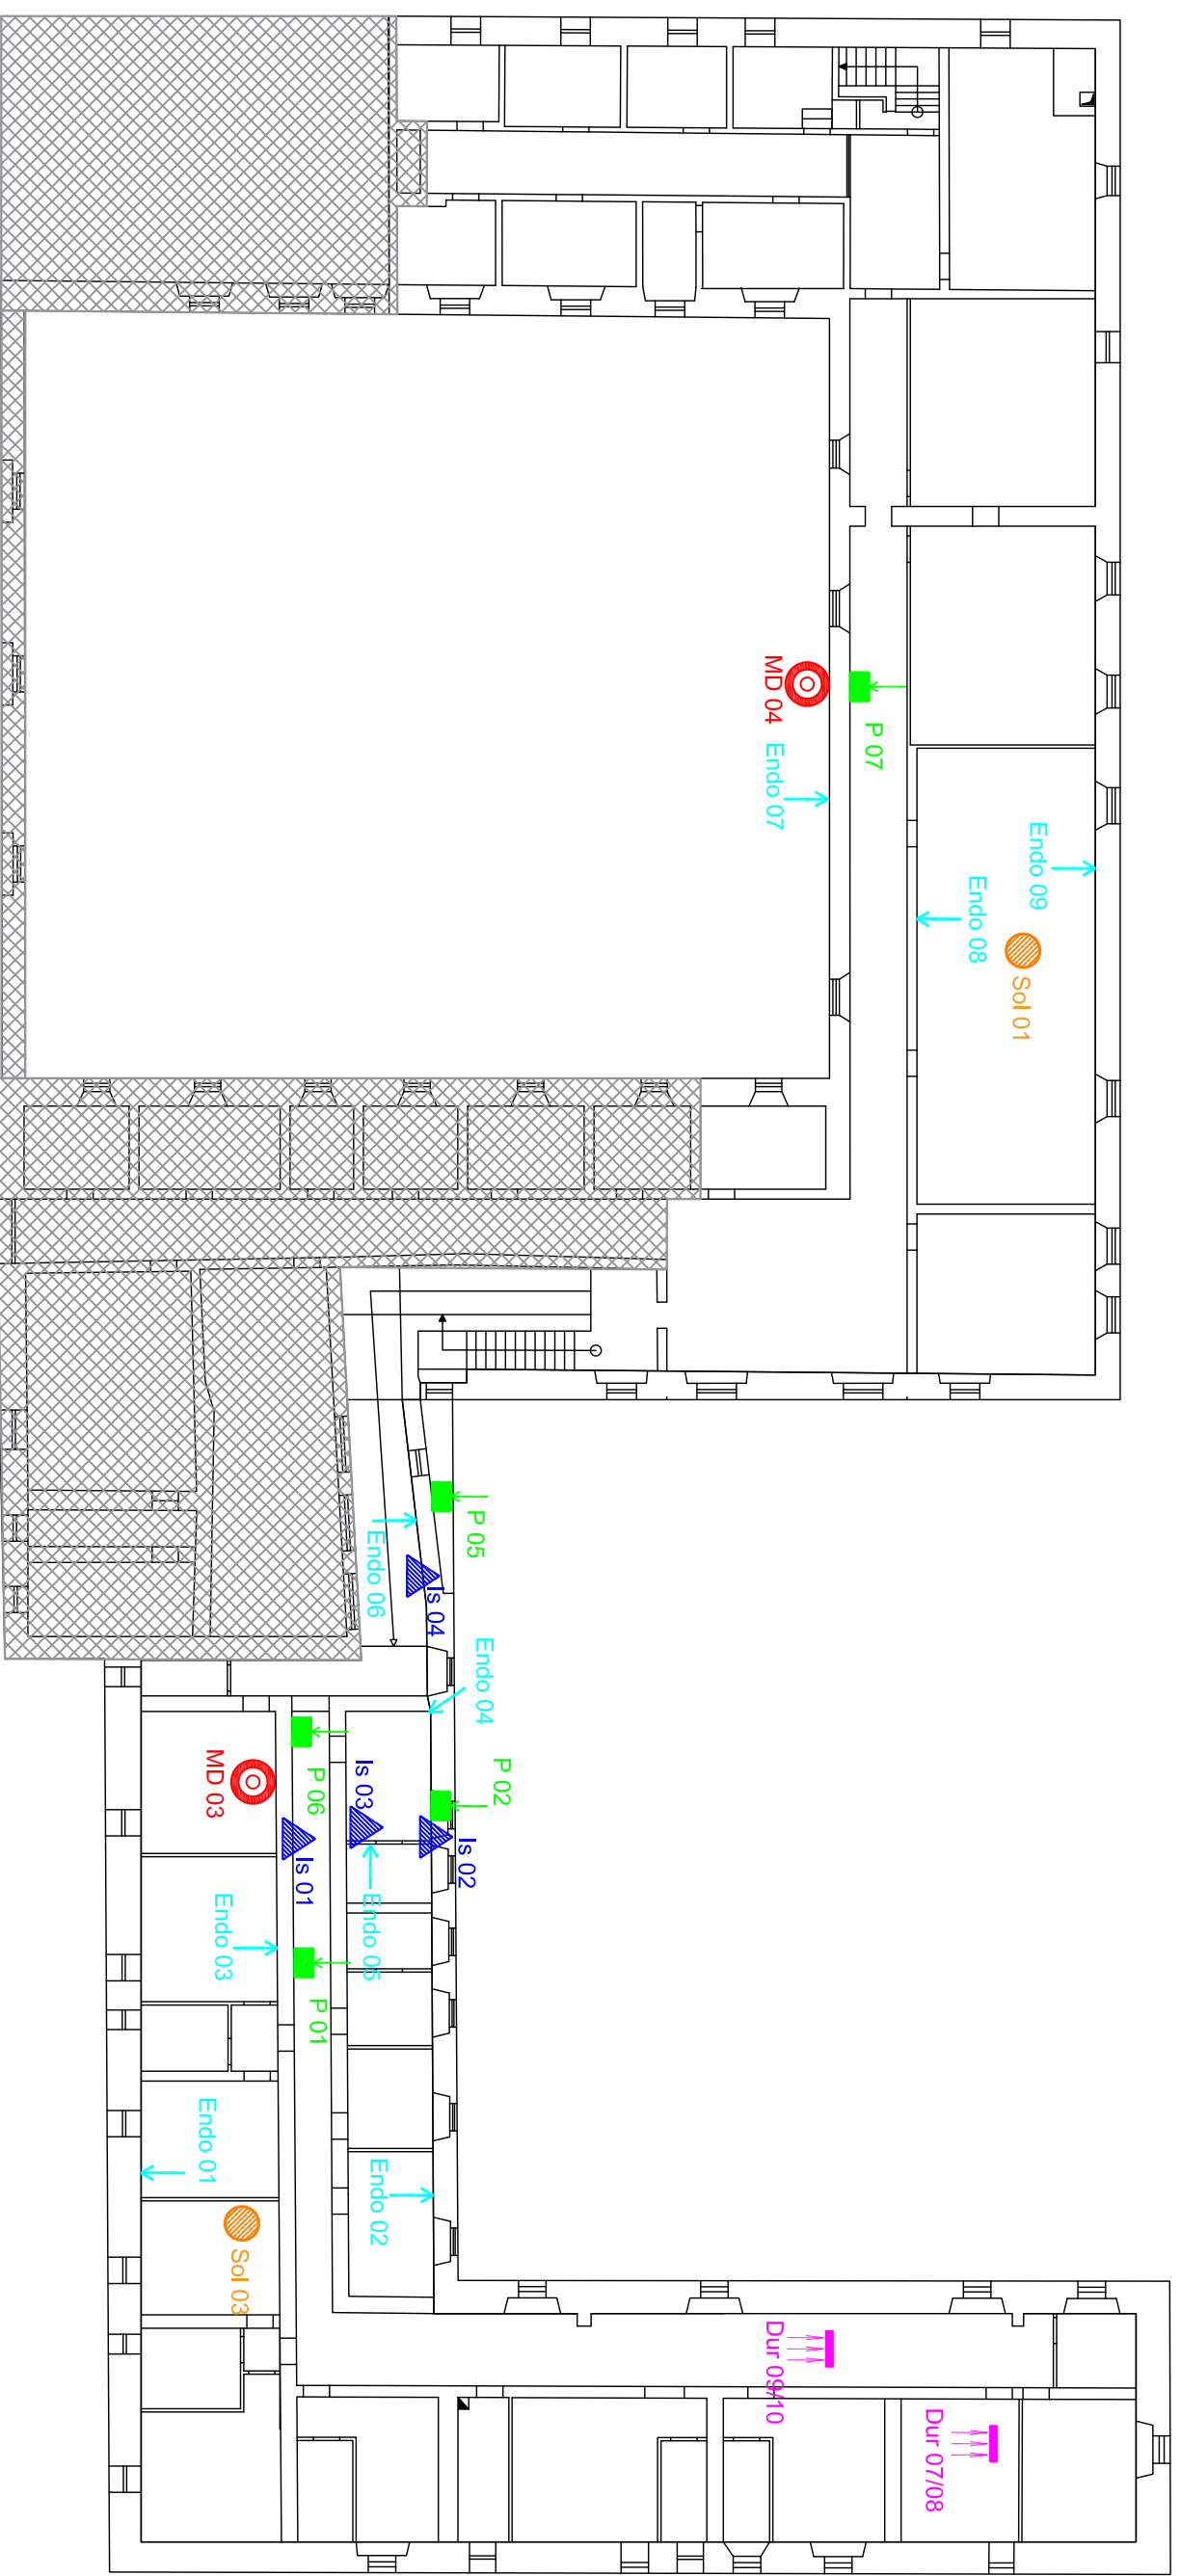 MD 04
P 07
Endo 07
Endo 09
Endo 08
Sol 01
P 05
Endo 06
Is 04
Endo 04
P 02
MD 03
P 06
Is 03
Is 02
Is 01
Endo 03
Endo 05
P 01
Endo 01
Endo 02
Sol 03
Dur 09/10
Dur 07/08